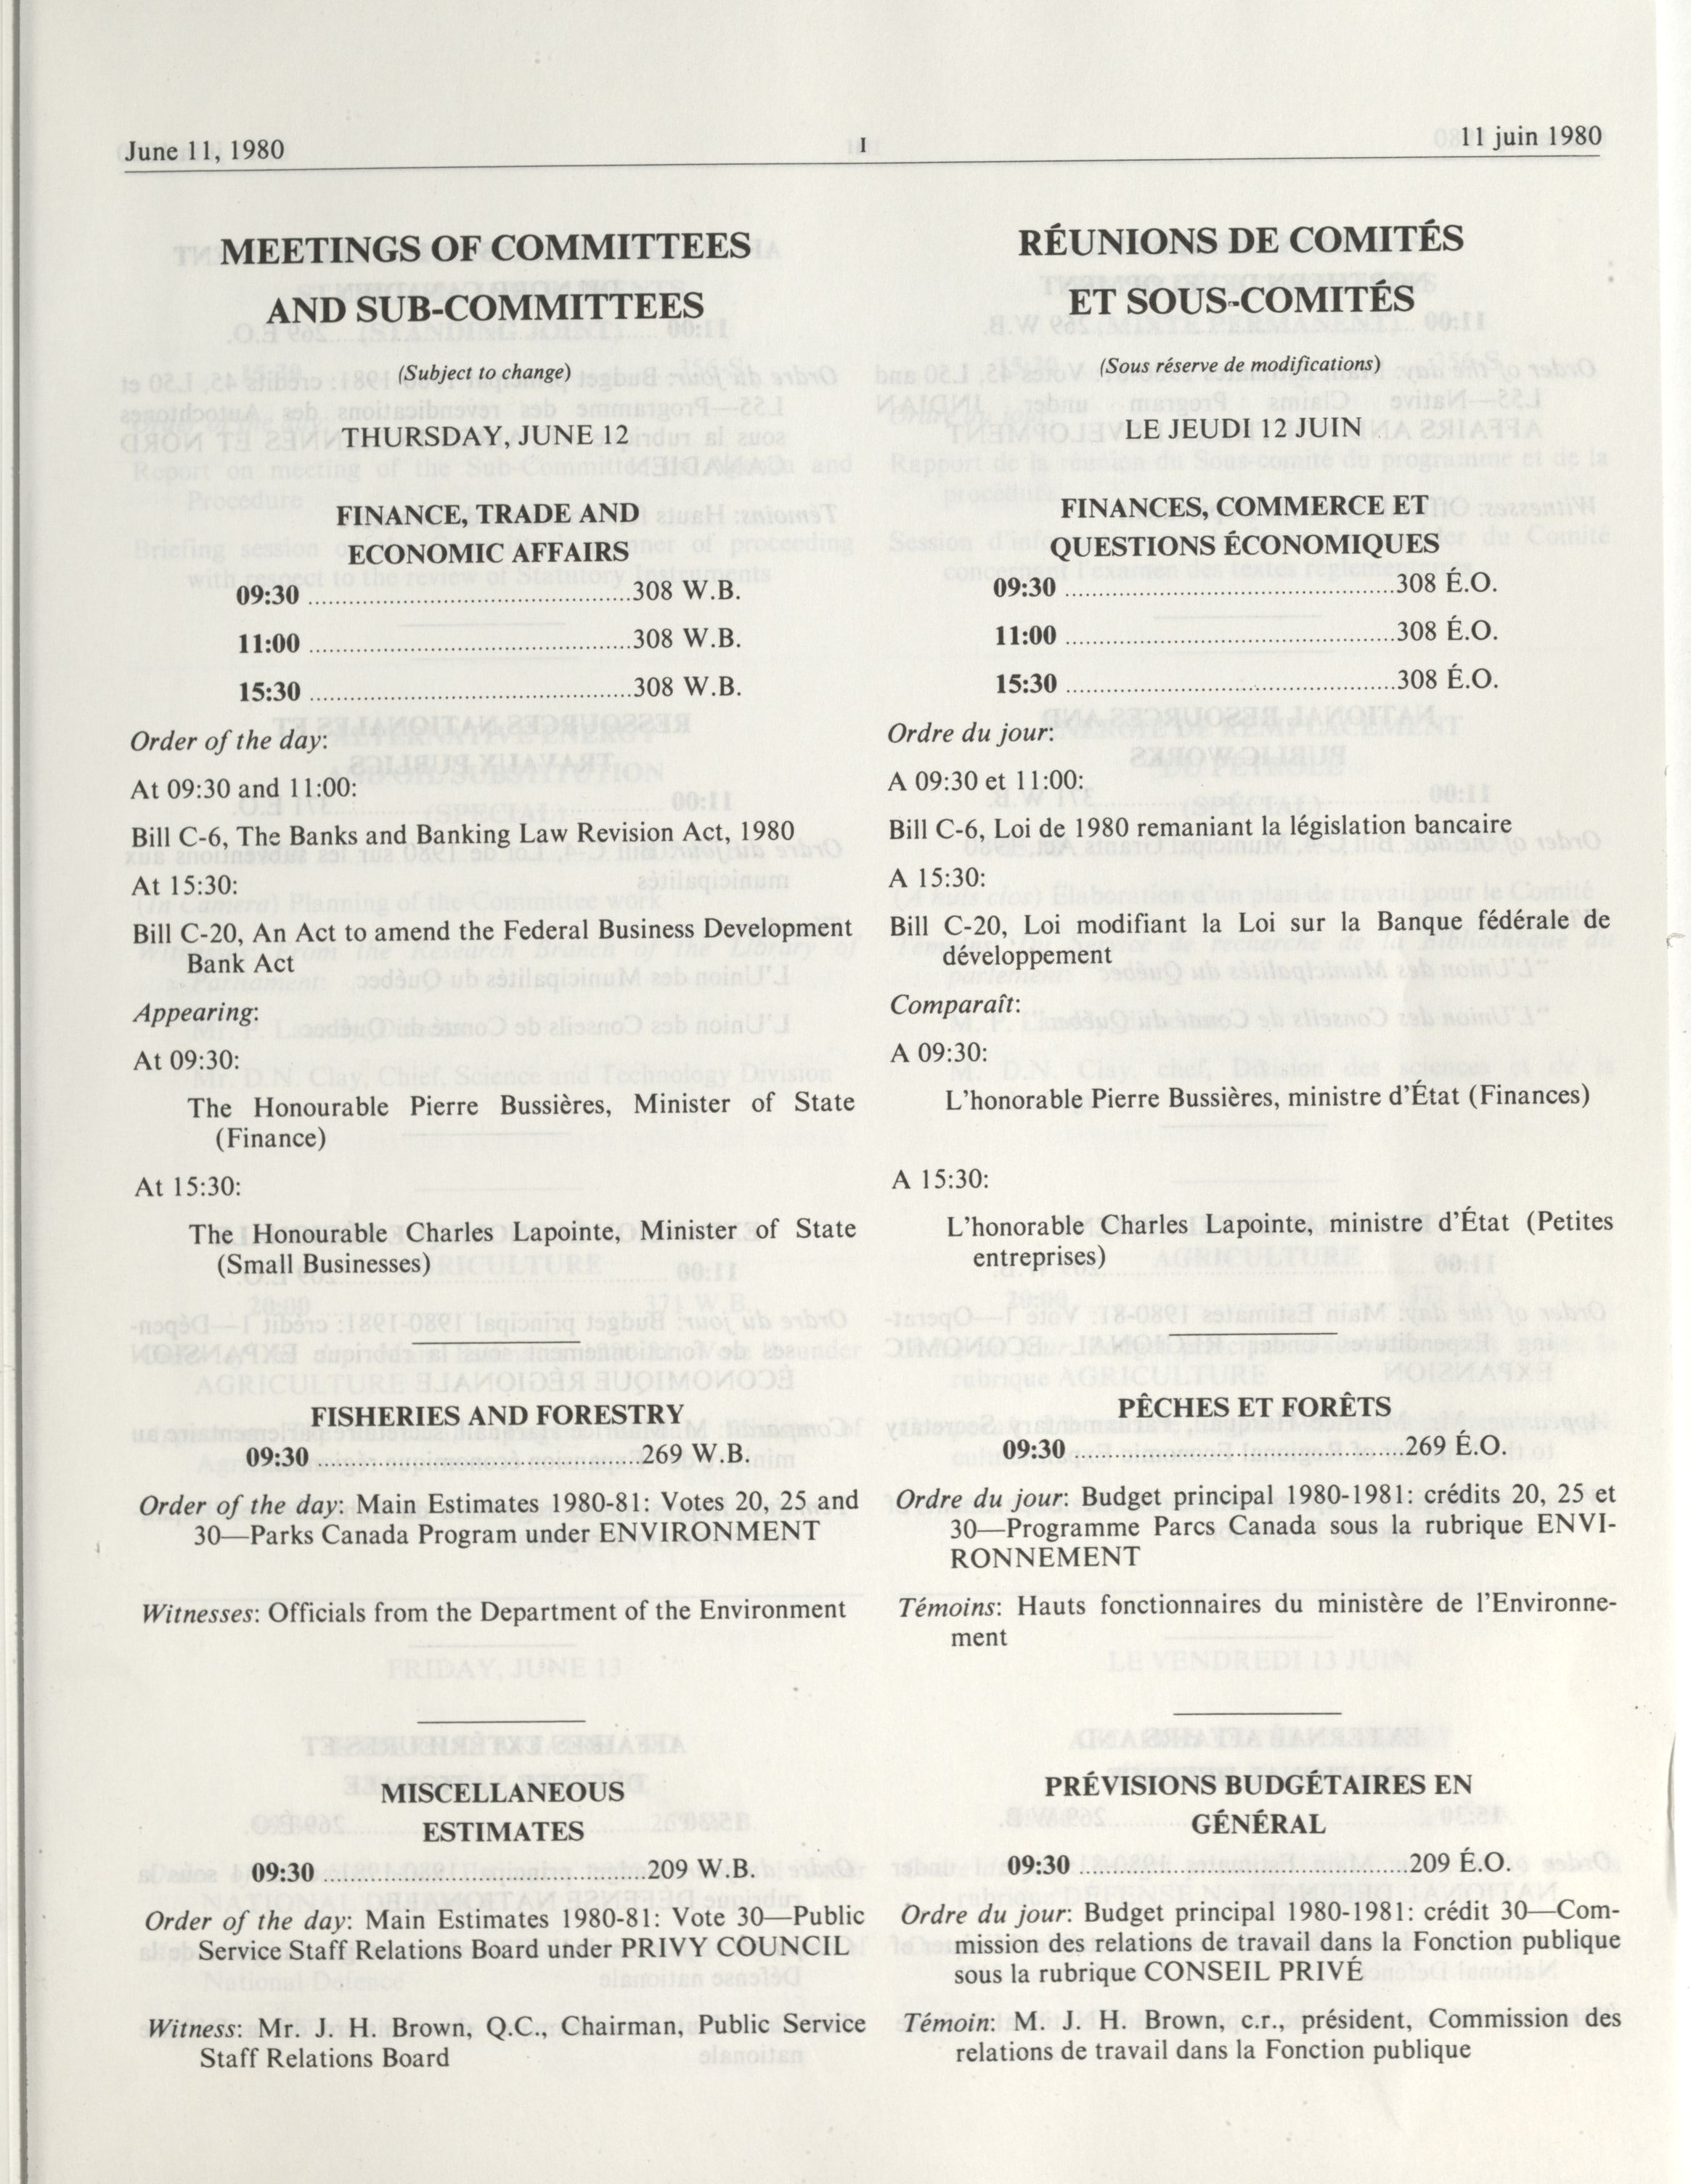 June 11, 1980
I
11 juin 1980
MEETINGS OF COMMITTEES
AND SUB-COMMITTEES
(Subject to change)
THURSDAY, JUNE 12
FINANCE, TRADE AND
ECONOMIC AFFAIRS
09:30 ............................................308 W.B.
11:00 ............................................308 W.B.
15:30 ............................................308 W.B.
Order of the day:
At 09:30 and 11:00:
Bill C-6, The Banks and Banking Law Revision Act, 1980
At 15:30:
Bill C-20, An Act to amend the Federal Business Development
Bank Act
Appearing:
At 09:30:
The Honourable Pierre Bussières, Minister of State
(Finance)
At 15:30:
The Honourable Charles Lapointe, Minister of State
(Small Businesses)
FISHERIES AND FORESTRY
09:30 ............................................269 W.B.
Order of the day: Main Estimates 1980-81: Votes 20, 25 and
30—Parks Canada Program under ENVIRONMENT
Witnesses: Officials from the Department of the Environment
MISCELLANEOUS
ESTIMATES
09:30 ............................................209 W.B.
Order of the day: Main Estimates 1980-81: Vote 30—Public
Service Staff Relations Board under PRIVY COUNCIL
Witness: Mr. J. H. Brown, Q.C., Chairman, Public Service
Staff Relations Board
RÉUNIONS DE COMITÉS
ET SOUS-COMITÉS
(Sous réserve de modifications)
LE JEUDI 12 JUIN
FINANCES, COMMERCE ET
QUESTIONS ÉCONOMIQUES
09:30 ............................................308 É.O.
11:00 ............................................308 É.O.
15:30 ............................................308 É.O.
Ordre du jour:
A 09:30 et 11:00:
Bill C-6, Loi de 1980 remaniant la législation bancaire
A 15:30:
Bill C-20, Loi modifiant la Loi sur la Banque fédérale de
développement
Comparaît:
A 09:30:
L'honorable Pierre Bussières, ministre d'État (Finances)
A 15:30:
L'honorable Charles Lapointe, ministre d'État (Petites
entreprises)
PÊCHES ET FORÊTS
09:30 ............................................269 É.O.
Ordre du jour: Budget principal 1980-1981: crédits 20, 25 et
30—Programme Parcs Canada sous la rubrique ENVI-
RONNEMENT
Témoins: Hauts fonctionnaires du ministère de l'Environne-
ment
PRÉVISIONS BUDGÉTAIRES EN
GÉNÉRAL
09:30 ............................................209 É.O.
Ordre du jour: Budget principal 1980-1981: crédit 30—Com-
mission des relations de travail dans la Fonction publique
sous la rubrique CONSEIL PRIVÉ
Témoin: M. J. H. Brown, c.r., président, Commission des
relations de travail dans la Fonction publique